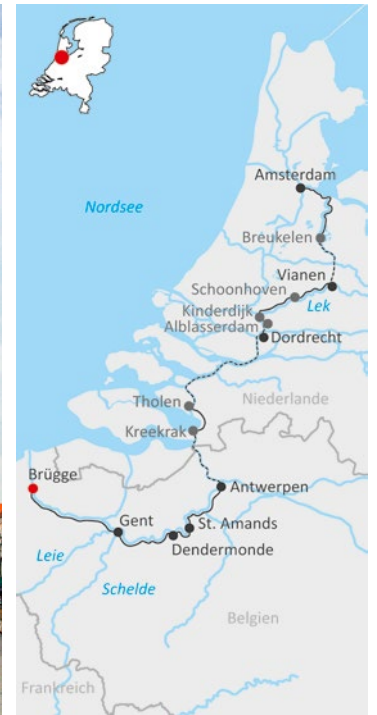 Amsterdam
Nordsee
Breukelen
Vianen
Schoonhoven
Lek
Kinderdijk
Alblasserdam
Dordrecht
Niederlande
Tholen
Kreekrak
Brügge
Antwerpen
Gent
St. Amands
Leie
Dendermonde
Schelde
Belgien
Frankreich